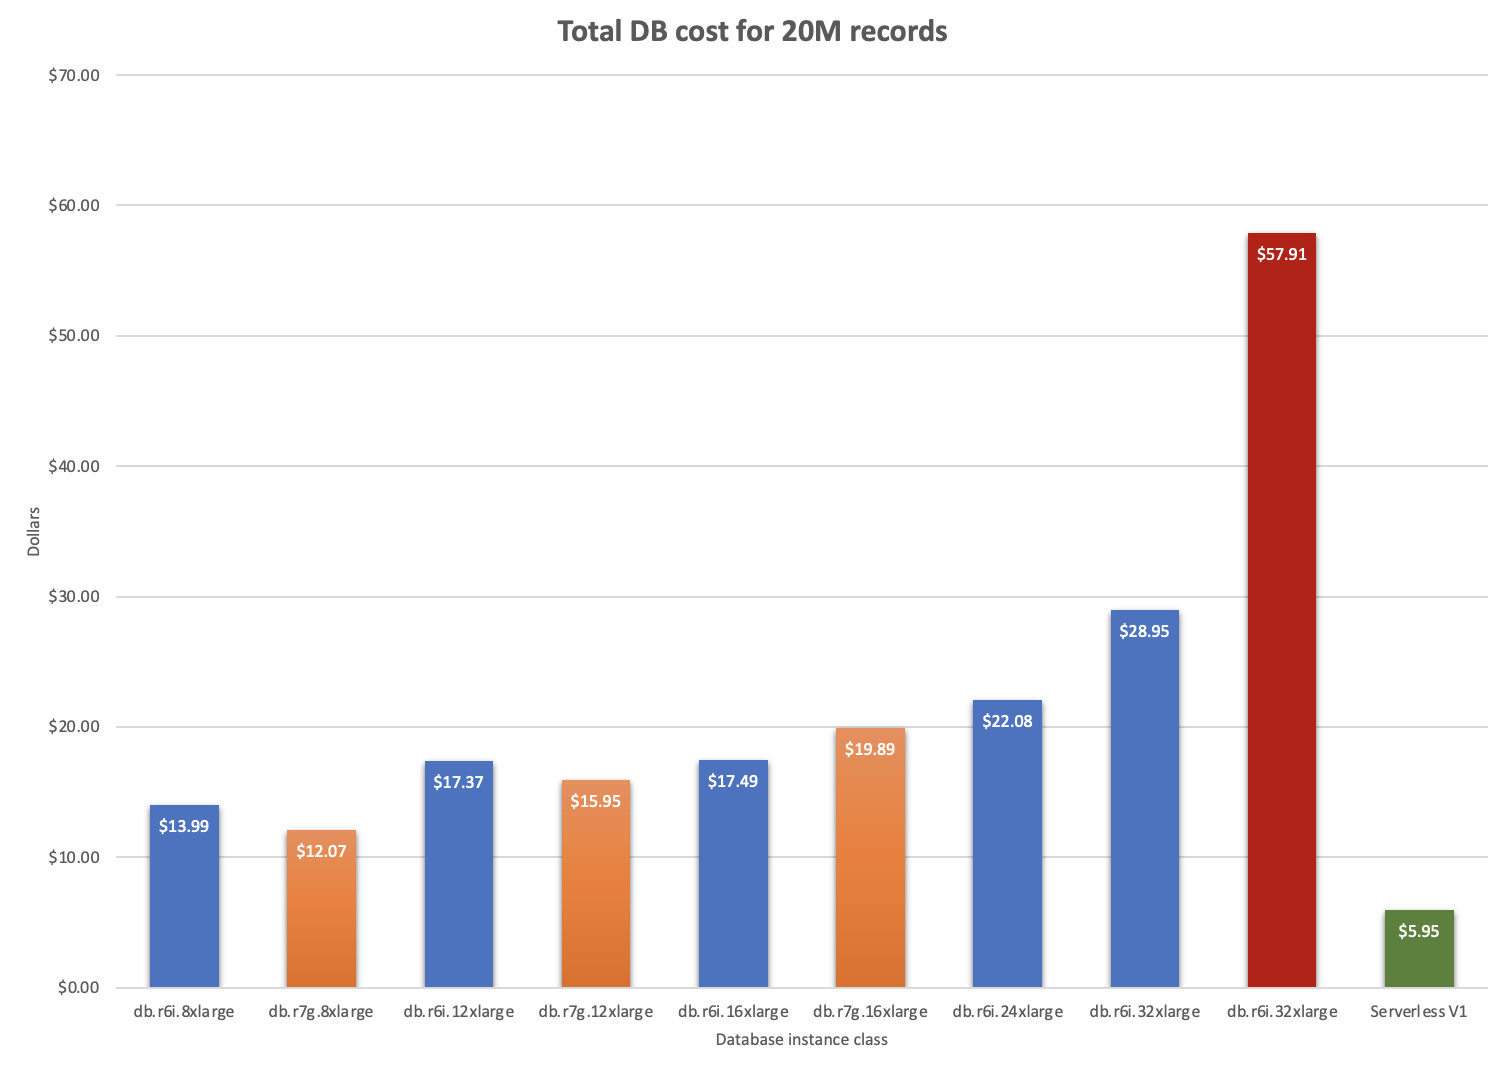 Total DB cost for 20M records
$70.00
$60.00
$50.00
$40.00
$30.00
$20.00
$10.00
$0.00
Dollars
$13.99
$12.07
$17.37
$15.95
$17.49
$19.89
$22.08
$28.95
$57.91
$5.95
db.r6i.8xlarge
db.r7g.8xlarge
db.r6i.12xlarge
db.r7g.12xlarge
db.r6i.16xlarge
db.r7g.16xlarge
db.r6i.24xlarge
db.r6i.32xlarge
db.r6i.32xlarge
Serverless V1
Database instance class